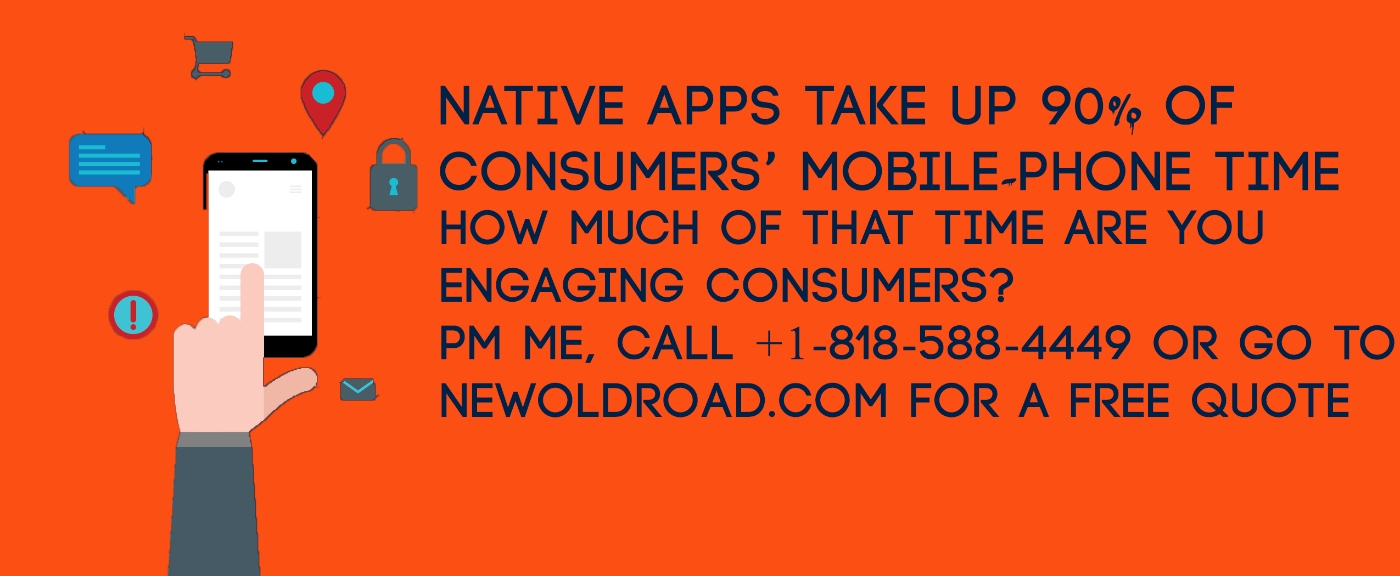 NATIVE APPS TAKE UP 90% OF
CONSUMERS' MOBILE-PHONE TIME
HOW MUCH OF THAT TIME ARE YOU
ENGAGING CONSUMERS?
PM ME, CALL +1-818-588-4449 OR GO TO
NEWOLDROAD.COM FOR A FREE QUOTE